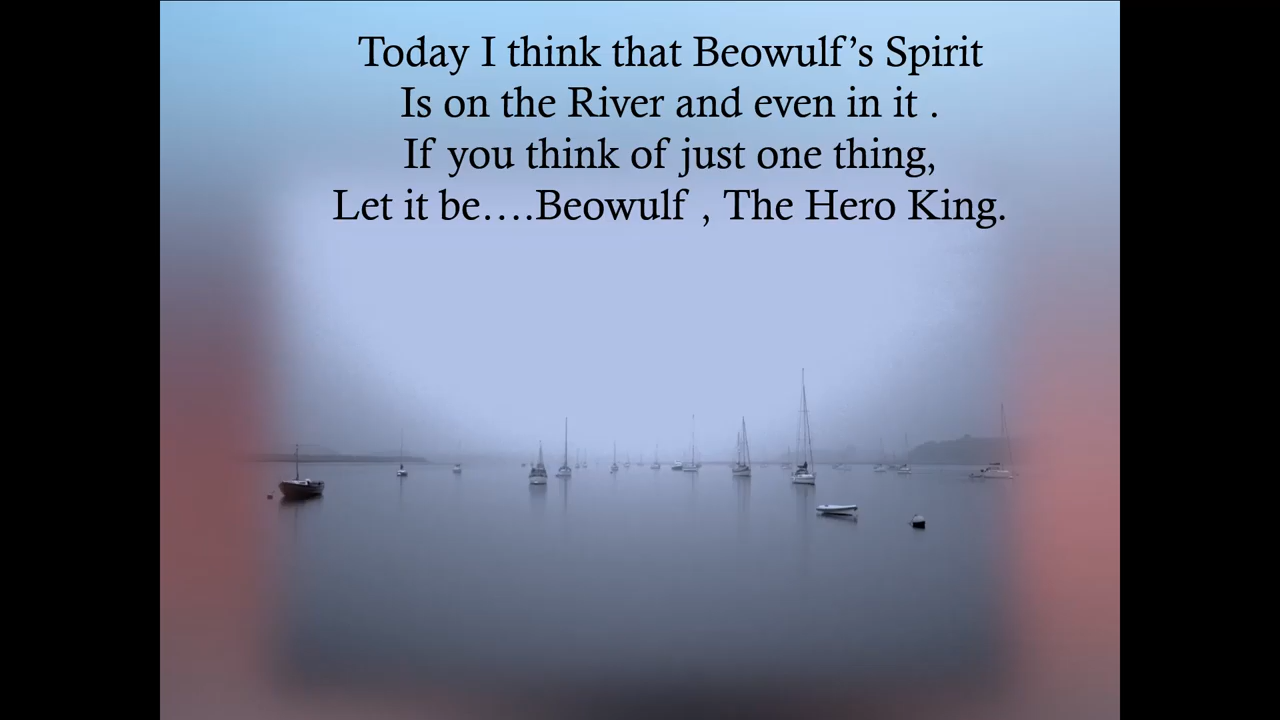 Today I think that Beowulf’s Spirit
Is on the River and even in it .
If you think of just one thing,
Let it be….Beowulf , The Hero King.